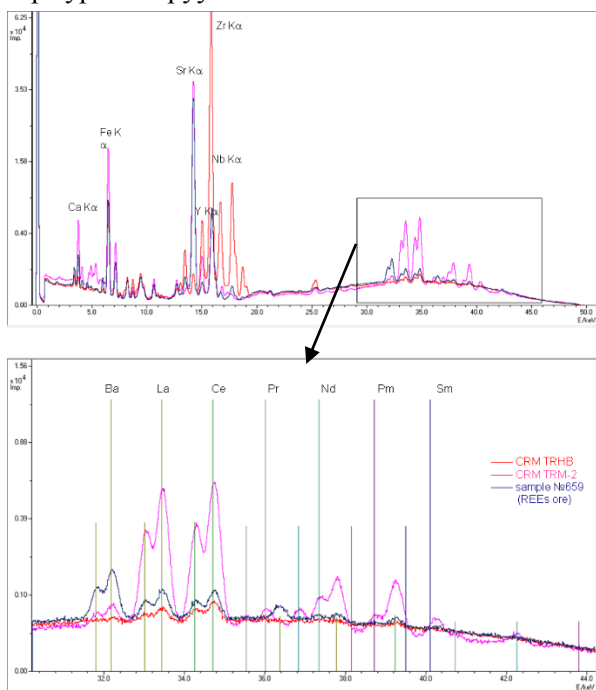 6.25
x10⁴
Imp.
3.53
1.58
0.40
0.00
Zr Kα
Sr Kα
Fe K
α
Nb Kα
Y Kα
Ca Kα
0.0
5.0
10.0
15.0
20.0
25.0
30.0
35.0
40.0
45.0
50.0
E/keV
1.56
x10⁴
Imp.
0.88
0.39
0.10
0.00
Ba La Ce Pr Nd Pm Sm
CRM TRHB
CRM TRM-2
sample №659
(REEs ore)
32.0 34.0 36.0 38.0 40.0 42.0 44.0
E/keV